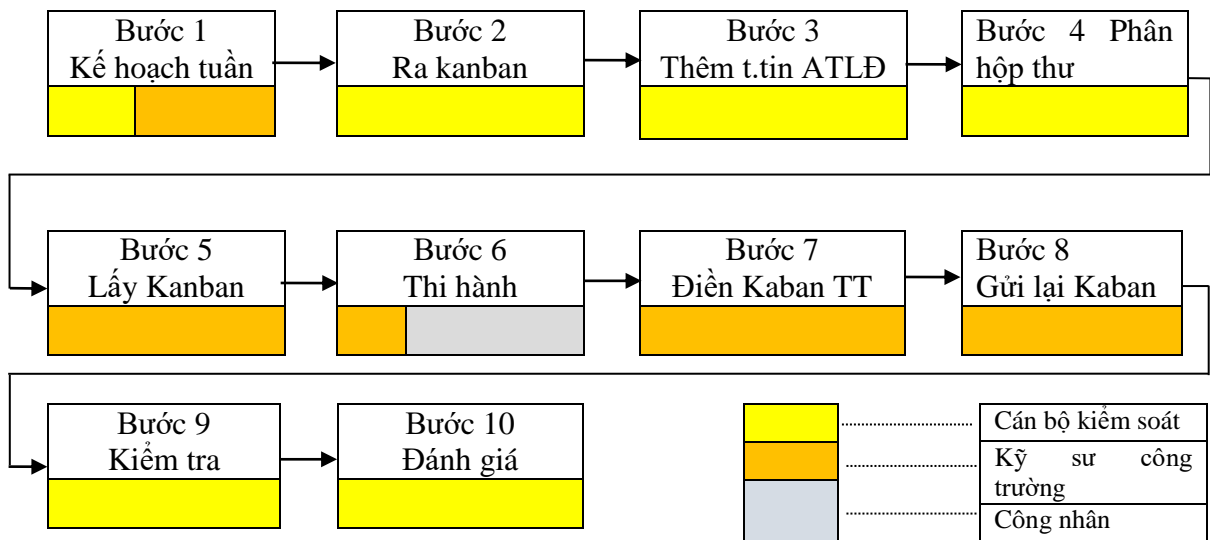 Bước 1
Kế hoạch tuần
Bước 2
Ra kanban
Bước 3
Thêm t.tin ATLĐ
Bước 4 Phân
hộp thư
Bước 5
Lấy Kanban
Bước 6
Thi hành
Bước 7
Điền Kaban TT
Bước 8
Gửi lại Kaban
Bước 9
Kiểm tra
Bước 10
Đánh giá
Cán bộ kiểm soát
Kỹ sư công
trường
Công nhân